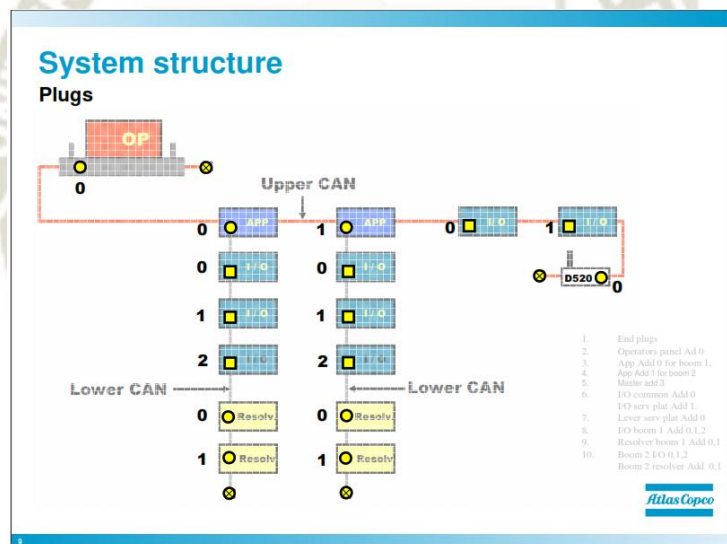 System structure
Plugs
OP
0
Upper CAN
0 APP
1 APP
0 I/O
1 I/O
D520 0
0 I/O
0 I/O
1 I/O
1 I/O
2 I/O
2 I/O
Lower CAN
Lower CAN
0 Resolv.
0 Resolv.
1 Resolv
1 Resolv
1. End plugs
2. Operators panel Ad 0
3. App Add 0 for boom 1,
4. App Add 1 for boom 2
5. Master add 3
6. I/O common Add 0
I/O serv plat Add 1.
7. Lever serv plat Add 0
8. I/O boom 1 Add 0,1,2
9. Resolver boom 1 Add 0,1
10. Boom 2 I/O 0,1,2
Boom 2 resolver Add 0,1
Atlas Copco
9